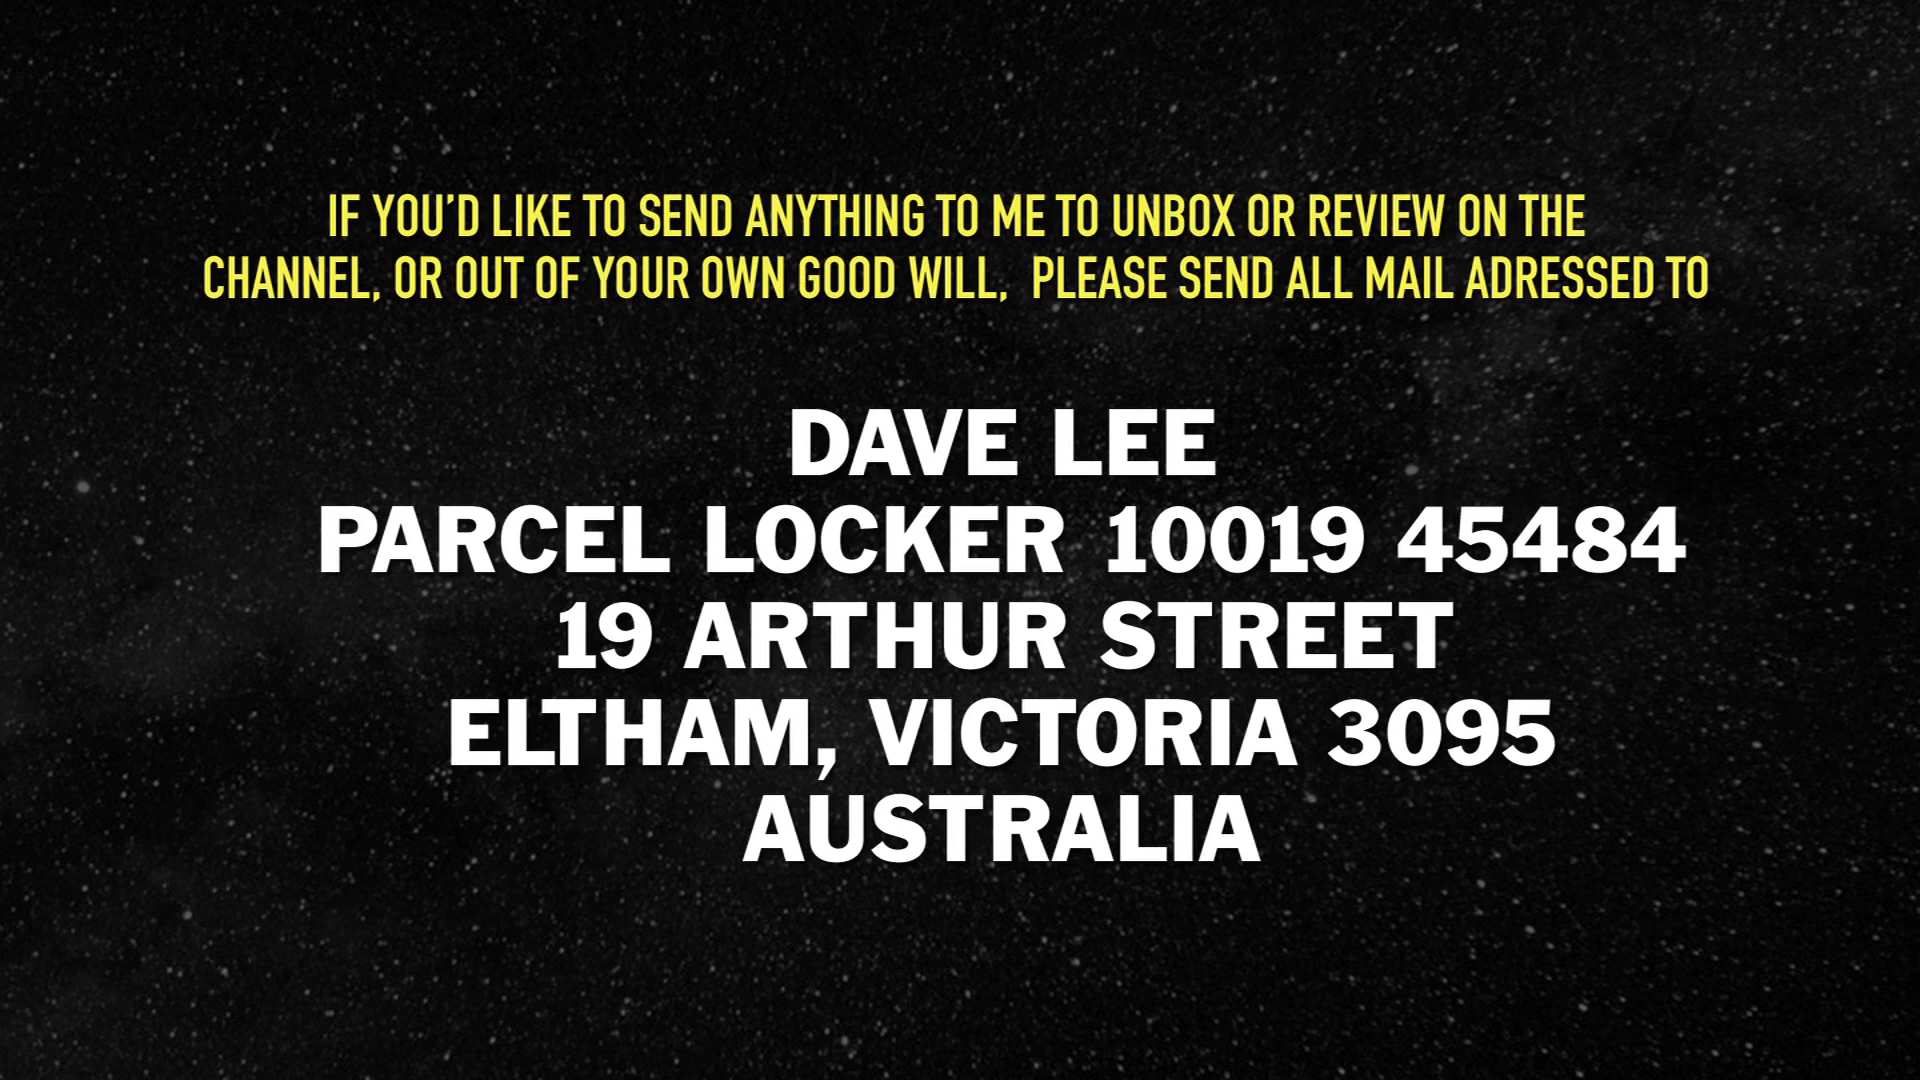 IF YOU’D LIKE TO SEND ANYTHING TO ME TO UNBOX OR REVIEW ON THE
CHANNEL, OR OUT OF YOUR OWN GOOD WILL, PLEASE SEND ALL MAIL ADRESSED TO
DAVE LEE
PARCEL LOCKER 10019 45484
19 ARTHUR STREET
ELTHAM, VICTORIA 3095
AUSTRALIA